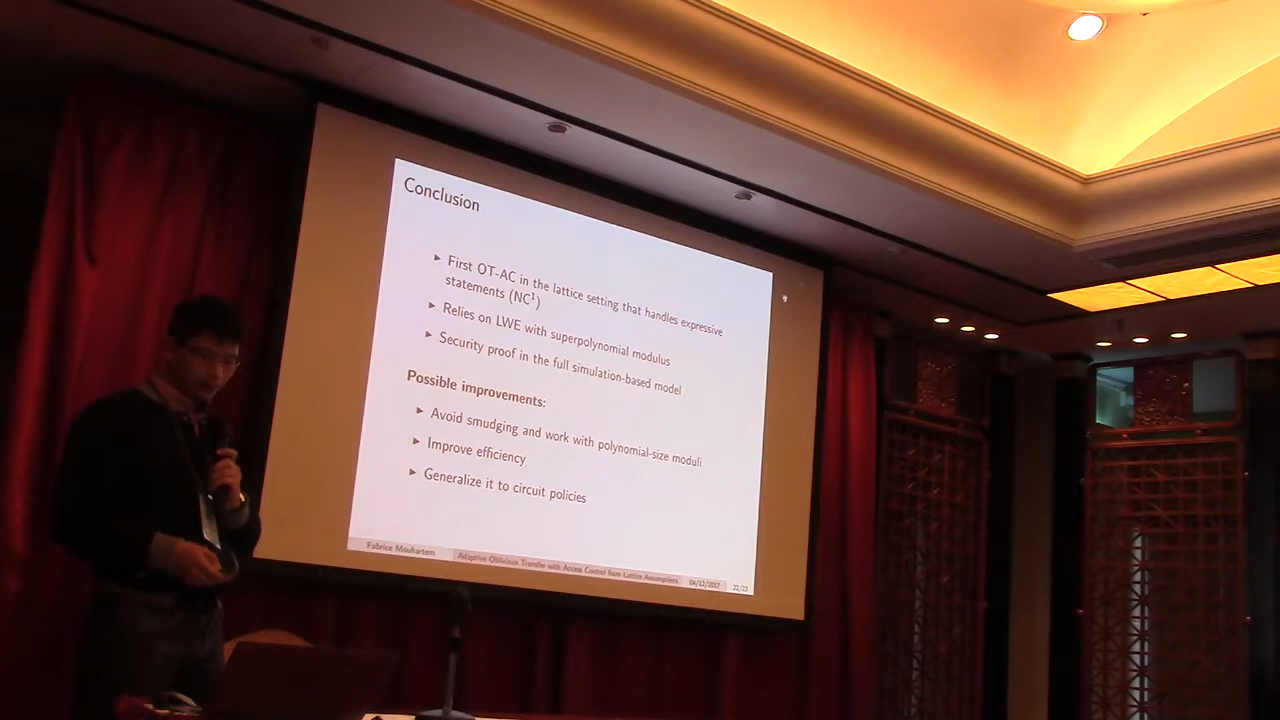 Conclusion
▶ First OT-AC in the lattice setting that handles expressive
statements (NC¹)
▶ Relies on LWE with superpolynomial modulus
▶ Security proof in the full simulation-based model
Possible improvements:
▶ Avoid smudging and work with polynomial-size moduli
▶ Improve efficiency
▶ Generalize it to circuit policies
Fabrice Mouhartem Adaptive Oblivious Transfer with Access Control from Lattice Assumptions 04/12/2017 22/23